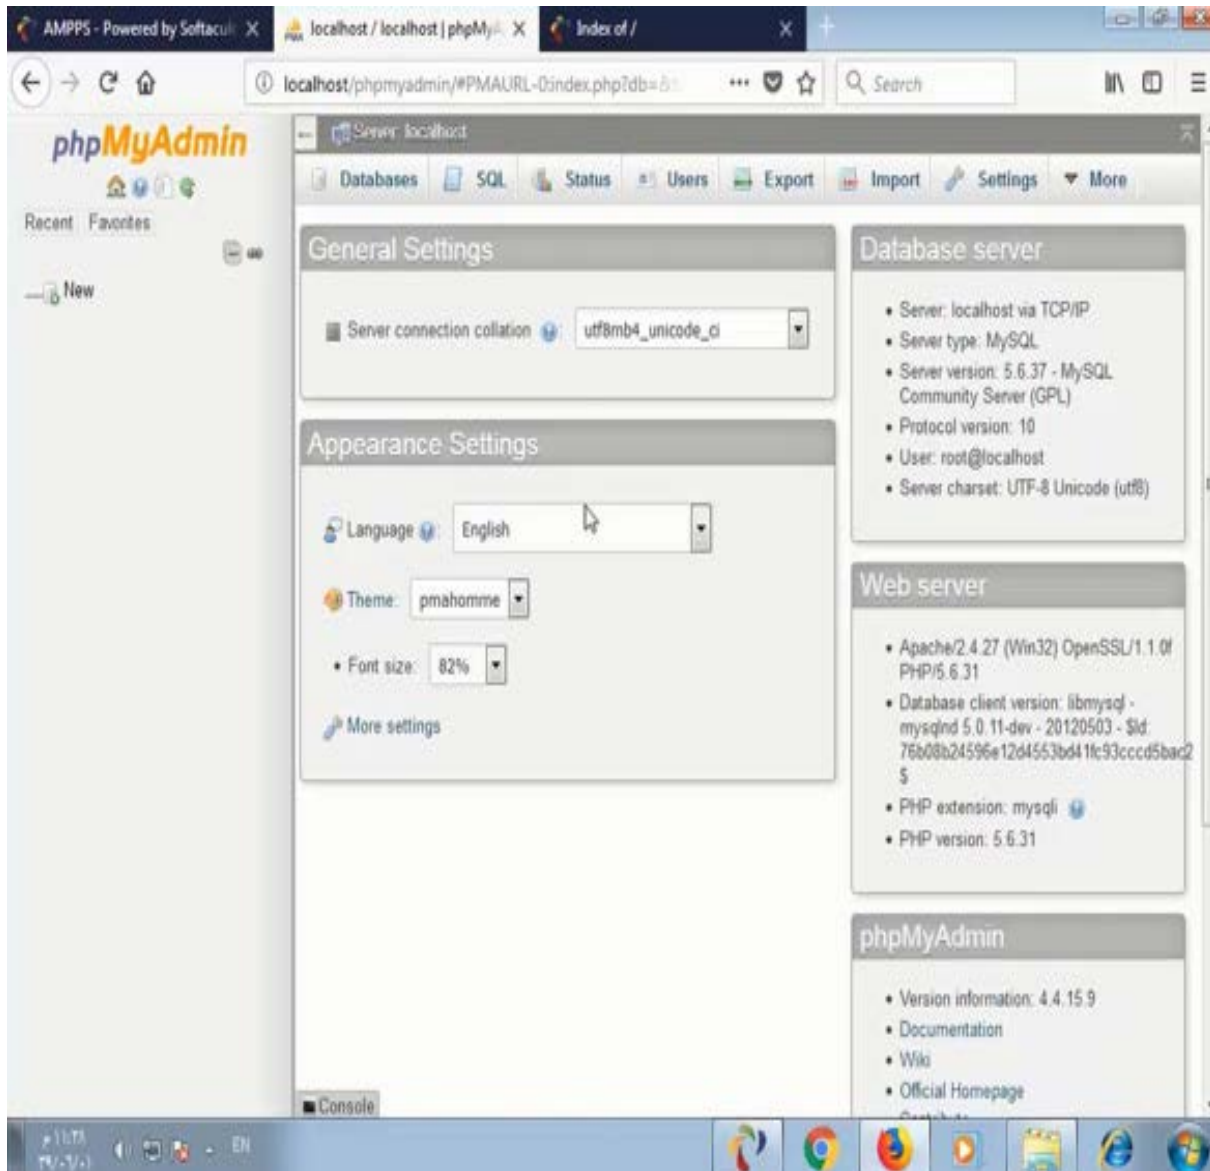 AMPPS - Powered by Softacul
localhost / localhost | phpMyA
Index of /
localhost/phpmyadmin/#PMAURL-0:index.php?db=&
Search
phpMyAdmin
Recent Favorites
New
Server: localhost
Databases SQL Status Users Export Import Settings More
General Settings
Server connection collation : utf8mb4_unicode_ci
Appearance Settings
Language : English
Theme: pmahomme
Font size: 82%
More settings
Database server
Server: localhost via TCP/IP
Server type: MySQL
Server version: 5.6.37 - MySQL
Community Server (GPL)
Protocol version: 10
User: root@localhost
Server charset: UTF-8 Unicode (utf8)
Web server
Apache/2.4.27 (Win32) OpenSSL/1.1.0f
PHP/5.6.31
Database client version: libmysql -
mysqlnd 5.0.11-dev - 20120503 - $Id:
76b08b24596e12d4553bd41fc93cccd5bac2
$
PHP extension: mysqli
PHP version: 5.6.31
phpMyAdmin
Version information: 4.4.15.9
Documentation
Wiki
Official Homepage
Contribute
Console
EN